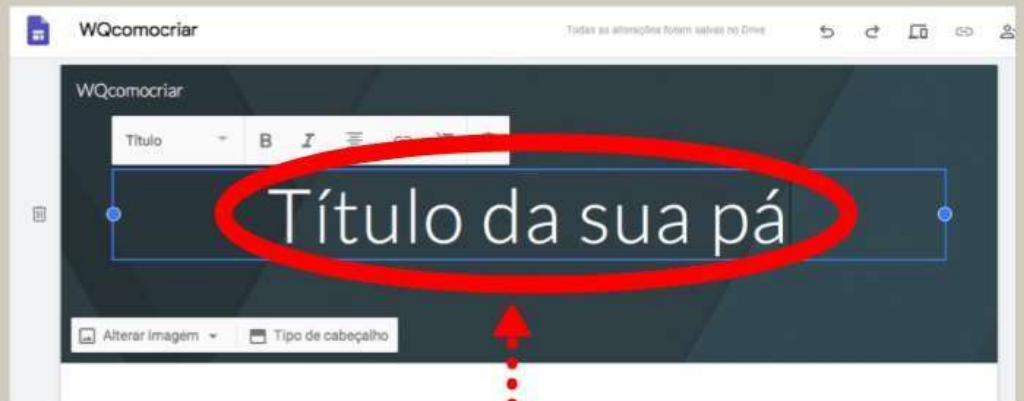 WQcomocriar
Todas as alterações foram salvas no Drive
WQcomocriar
Título B I
Título da sua pá
Alterar imagem Tipo de cabeçalho